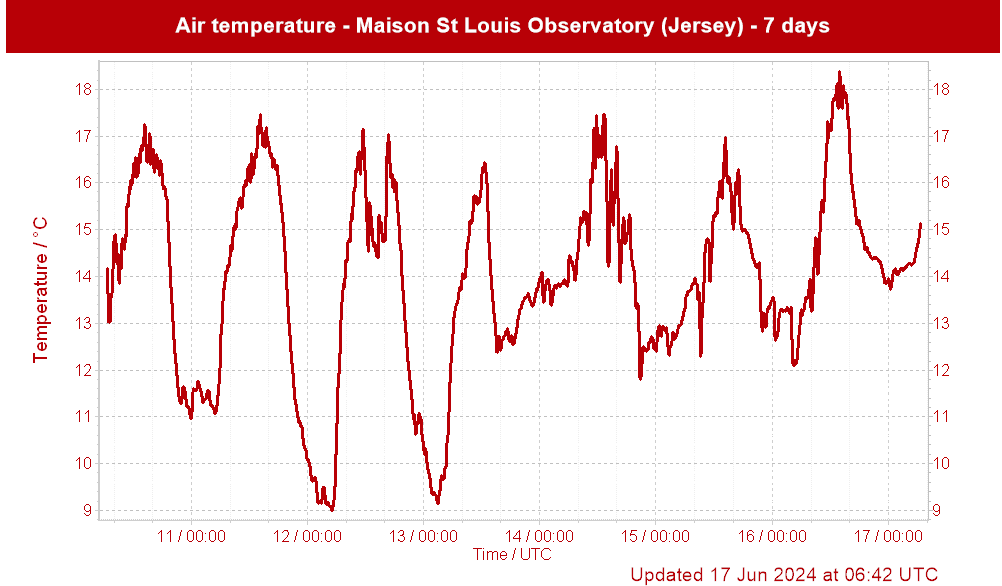 Air temperature - Maison St Louis Observatory (Jersey) - 7 days
18 18
17 17
16 16
15 15
14 14
13 13
12 12
11 11
10 10
9 9
Temperature / °C
11 / 00:00 12 / 00:00 13 / 00:00 14 / 00:00 15 / 00:00 16 / 00:00 17 / 00:00
Time / UTC
Updated 17 Jun 2024 at 06:42 UTC